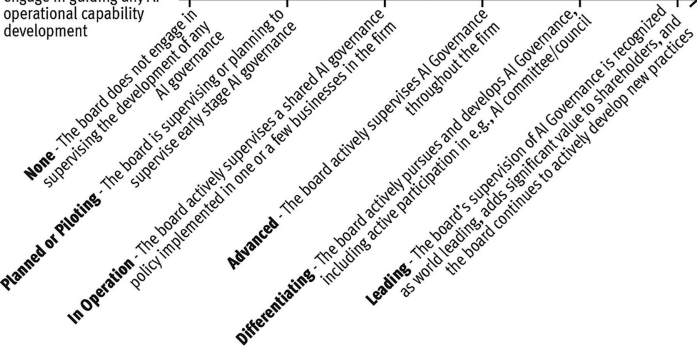 operational capability
development
None - The board does not engage in
supervising the development of any
AI governance
Planned or Piloting - The board is supervising or planning to
supervise early stage AI governance
In Operation - The board actively supervises a shared AI governance
policy implemented in one or a few businesses in the firm
Advanced - The board actively supervises AI Governance
throughout the firm
Differentiating - The board actively pursues and develops AI Governance,
including active participation in e.g., AI committee/council
Leading - The board's supervision of AI Governance is recognized
as world leading, adds significant value to shareholders, and
the board continues to actively develop new practices